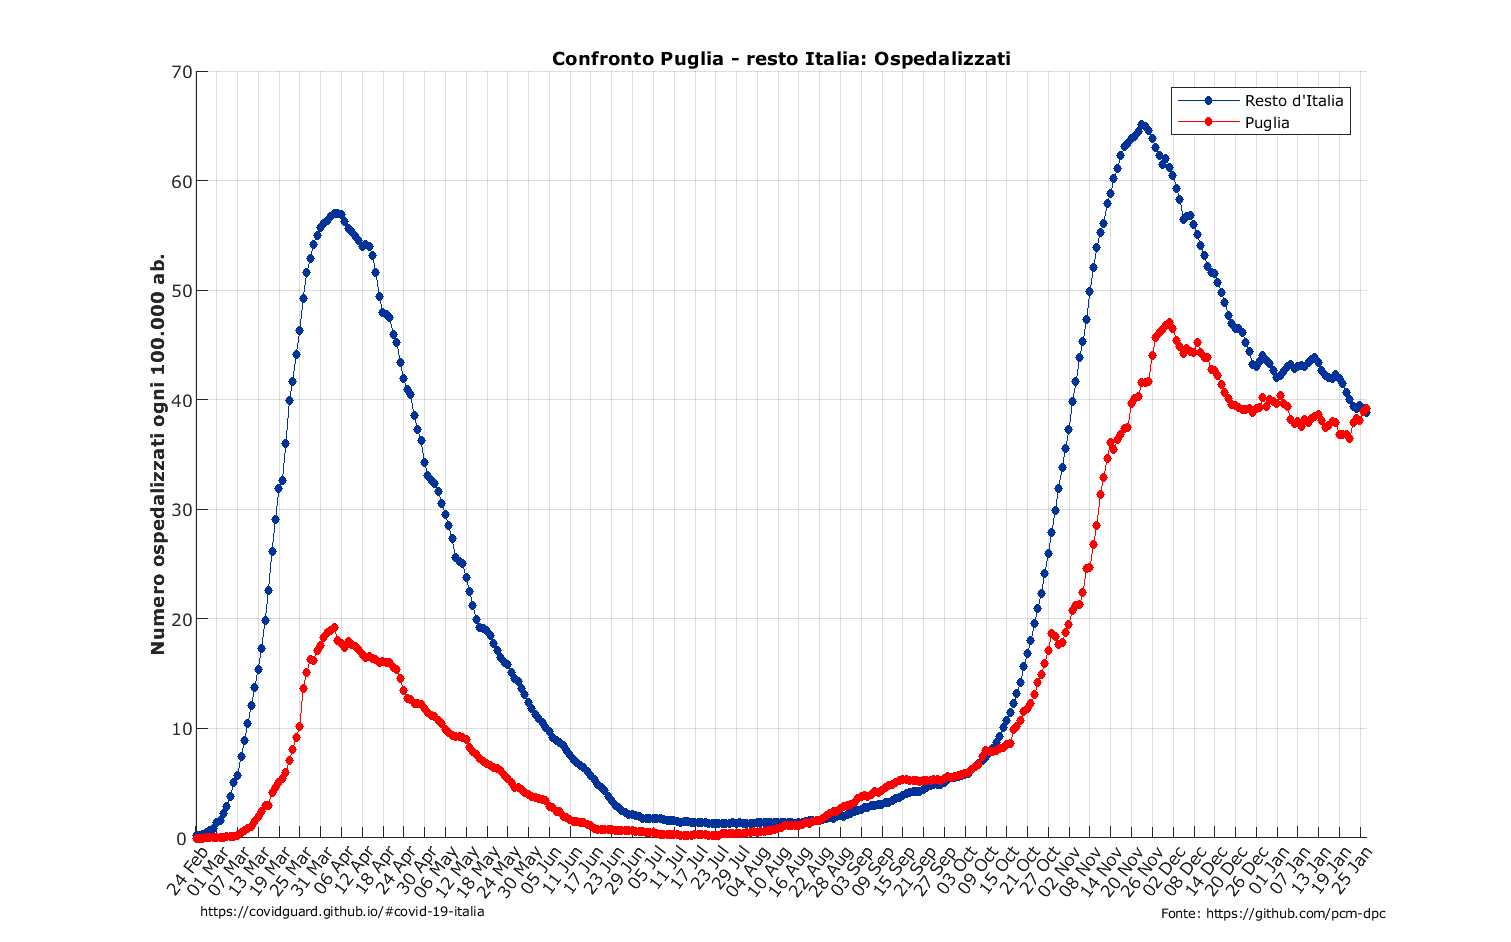 Confronto Puglia - resto Italia: Ospedalizzati
Resto d'Italia
Puglia
Numero ospedalizzati ogni 100.000 ab.
70
60
50
40
30
20
10
0
24 Feb
01 Mar
07 Mar
13 Mar
19 Mar
25 Mar
31 Mar
06 Apr
12 Apr
18 Apr
24 Apr
30 Apr
06 May
12 May
18 May
24 May
30 May
05 Jun
11 Jun
17 Jun
23 Jun
29 Jun
05 Jul
11 Jul
17 Jul
23 Jul
29 Jul
04 Aug
10 Aug
16 Aug
22 Aug
28 Aug
03 Sep
09 Sep
15 Sep
21 Sep
27 Sep
03 Oct
09 Oct
15 Oct
21 Oct
27 Oct
02 Nov
08 Nov
14 Nov
20 Nov
26 Nov
02 Dec
08 Dec
14 Dec
20 Dec
26 Dec
01 Jan
07 Jan
13 Jan
19 Jan
25 Jan
https://covidguard.github.io/#covid-19-italia
Fonte: https://github.com/pcm-dpc